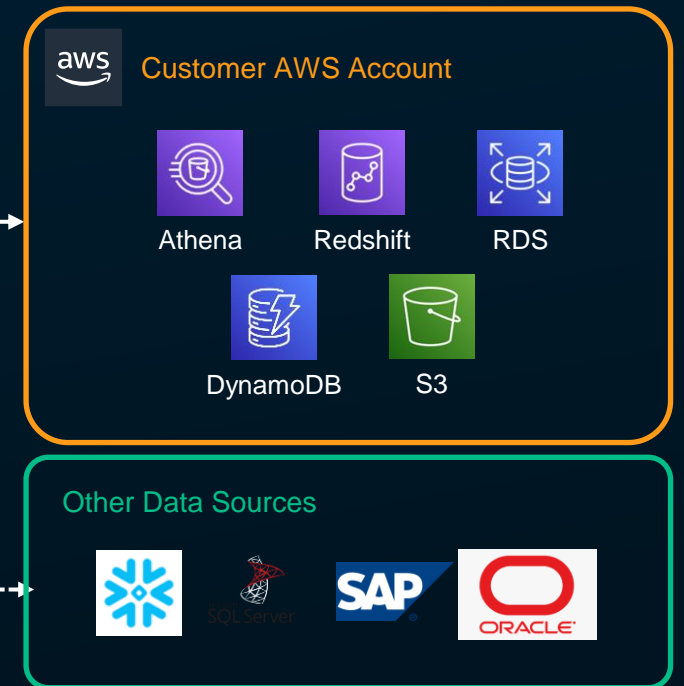 aws
Customer AWS Account
Athena
Redshift
RDS
DynamoDB
S3
Other Data Sources
SQL Server
SAP
ORACLE